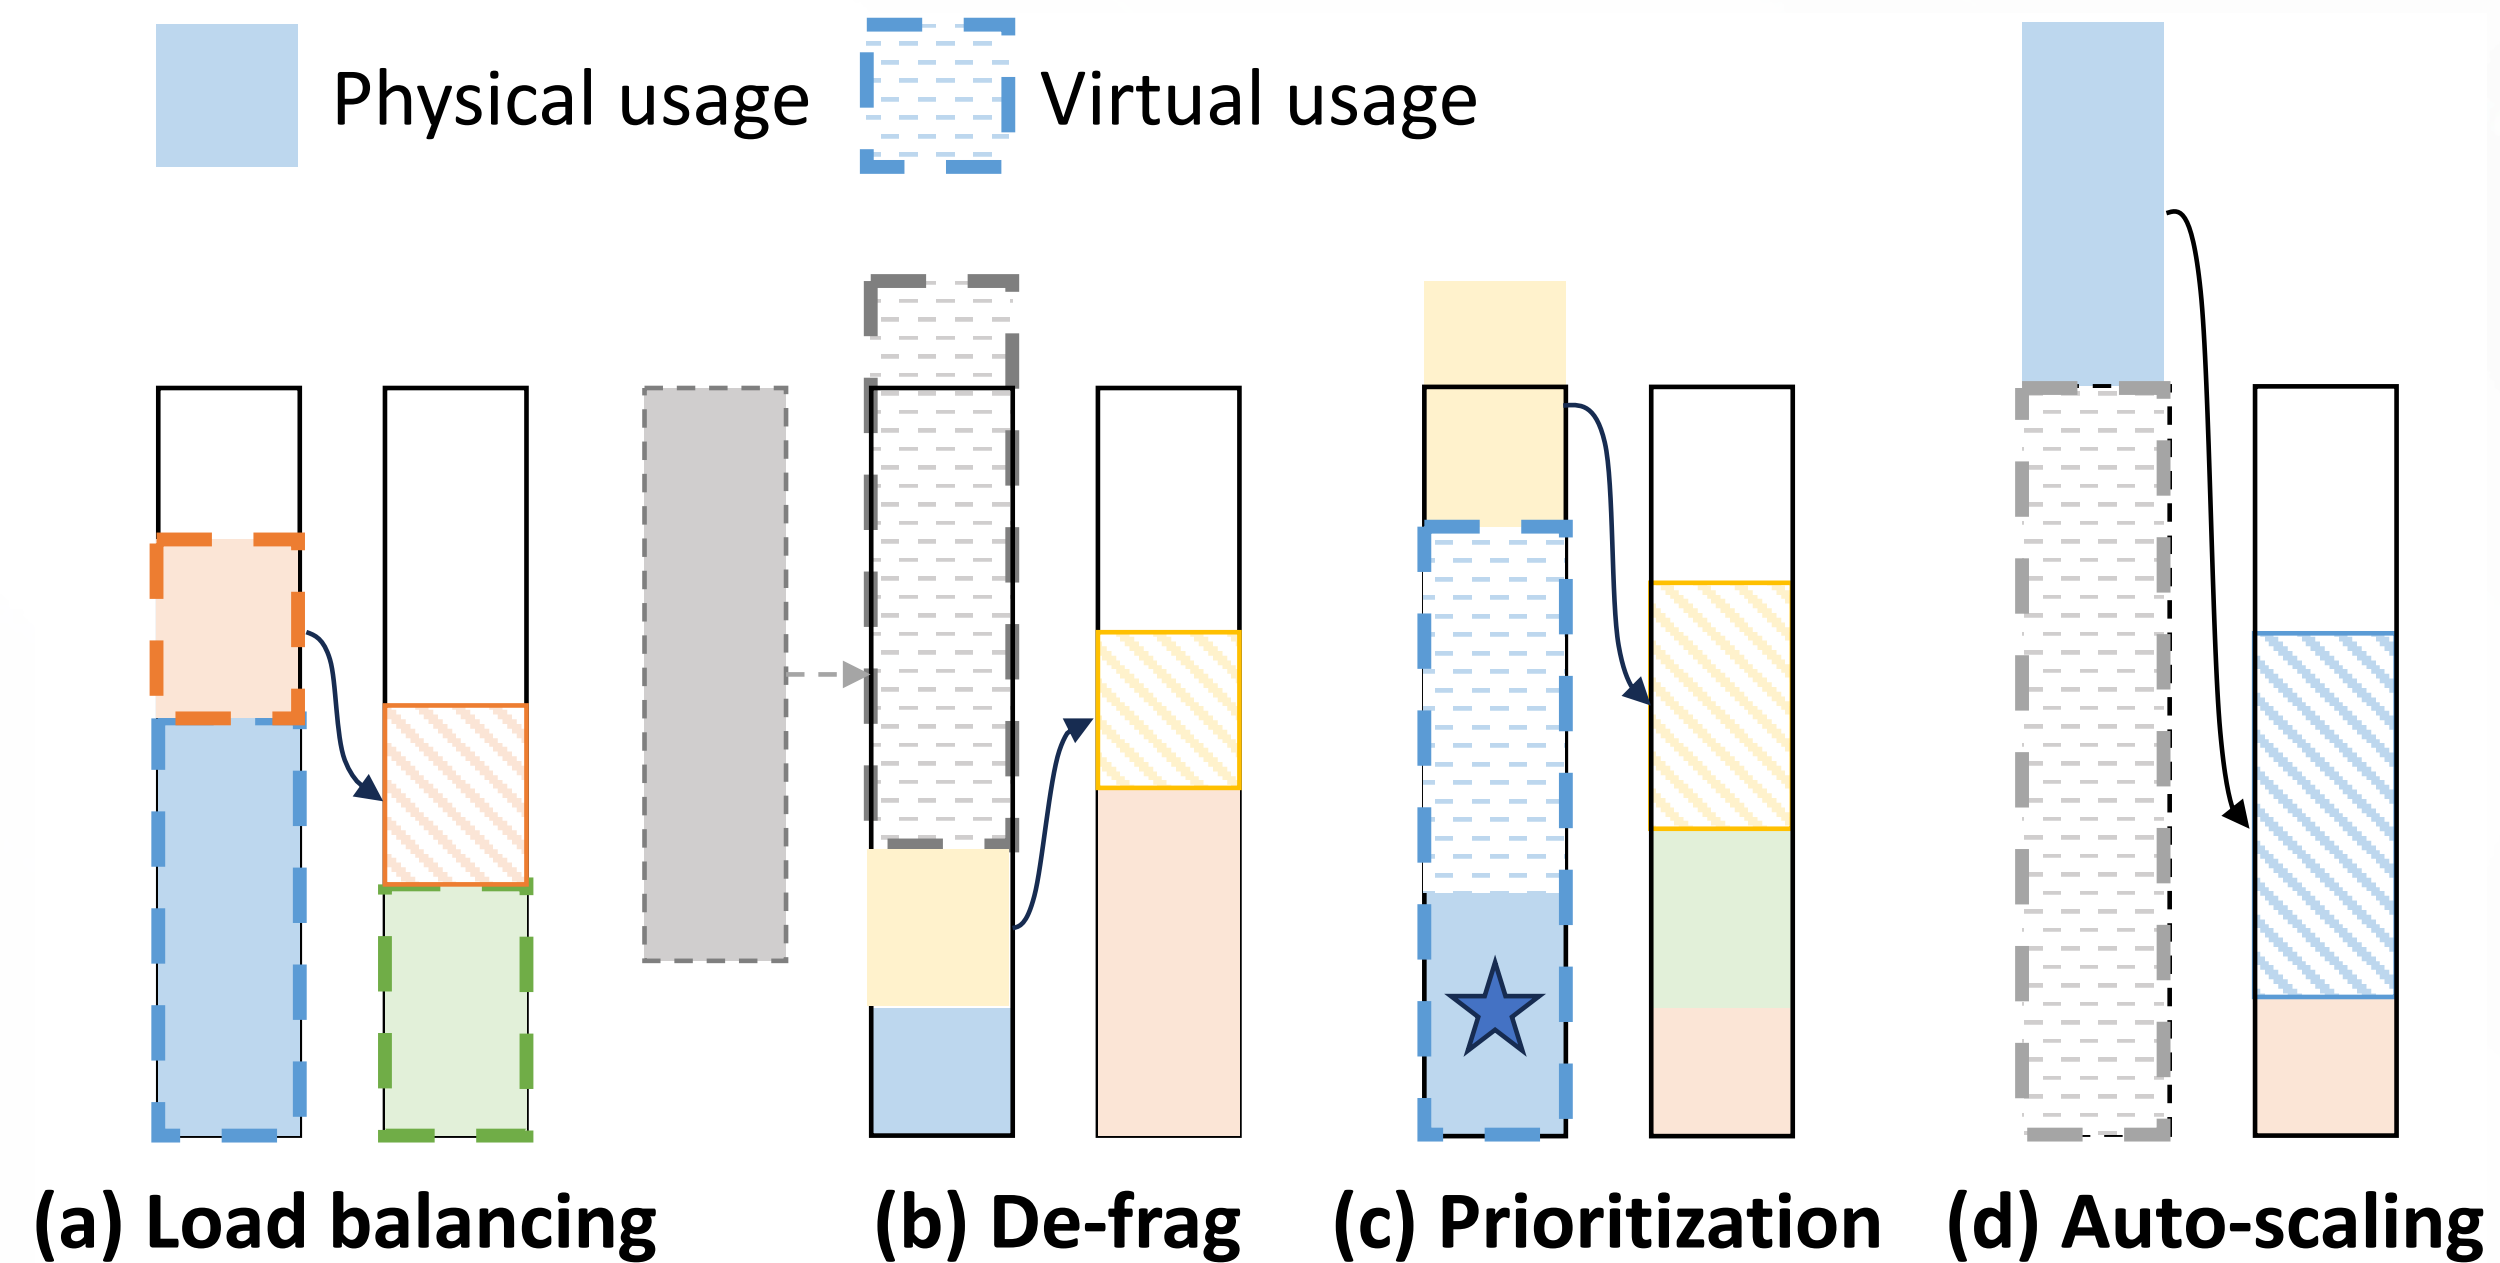 Physical usage
Virtual usage
(a) Load balancing
(b) De-frag
(c) Prioritization
(d) Auto-scaling